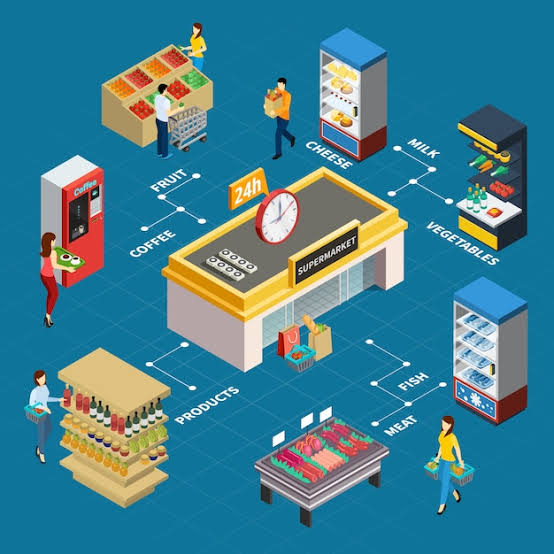 CHEESE
MILK
FRUIT
Coffee
24h
COFFEE
VEGETABLES
SUPERMARKET
PRODUCTS
FISH
MEAT